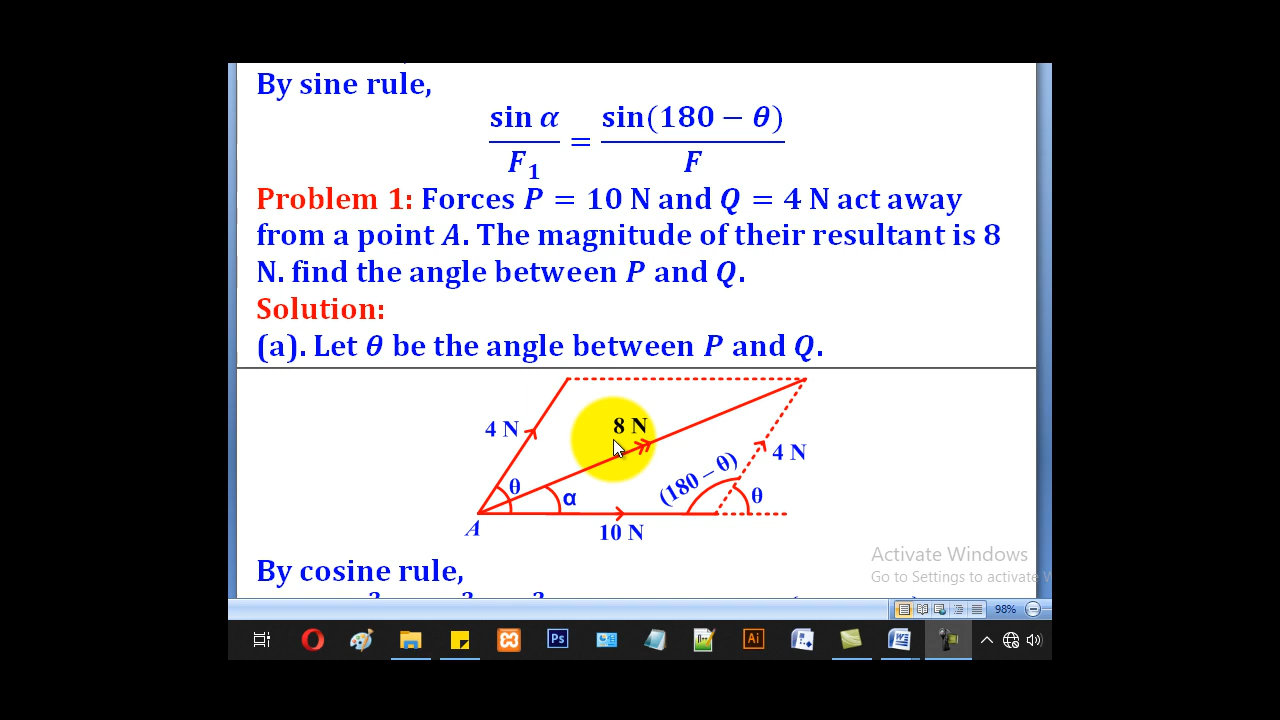 By sine rule,
sin α / F₁ = sin(180 − θ) / F
Problem 1: Forces P = 10 N and Q = 4 N act away
from a point A. The magnitude of their resultant is 8
N. find the angle between P and Q.
Solution:
(a). Let θ be the angle between P and Q.
4 N
8 N
4 N
(180 – θ)
θ
α
θ
A
10 N
Activate Windows
By cosine rule,
Go to Settings to activate W
98%
Ps
Ai